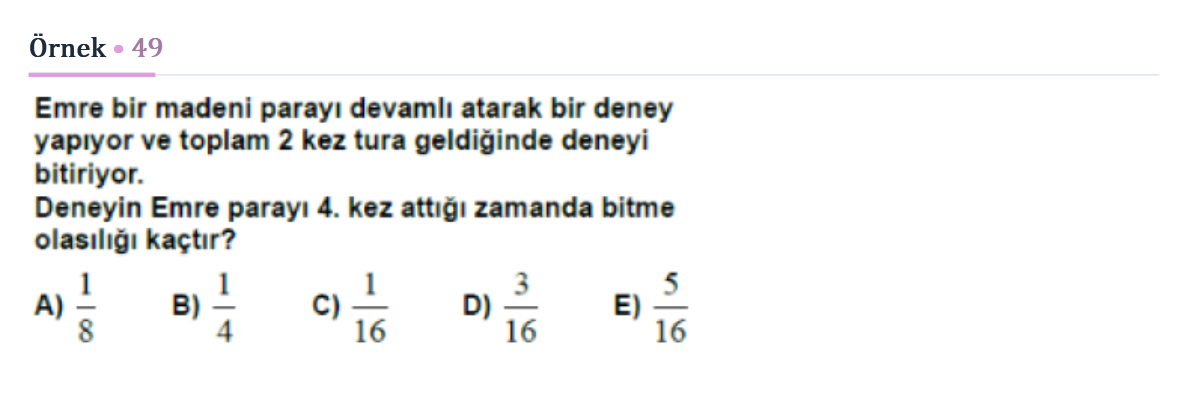 Örnek • 49
Emre bir madeni parayı devamlı atarak bir deney
yapıyor ve toplam 2 kez tura geldiğinde deneyi
bitiriyor.
Deneyin Emre parayı 4. kez attığı zamanda bitme
olasılığı kaçtır?
A) 1/8 B) 1/4 C) 1/16 D) 3/16 E) 5/16